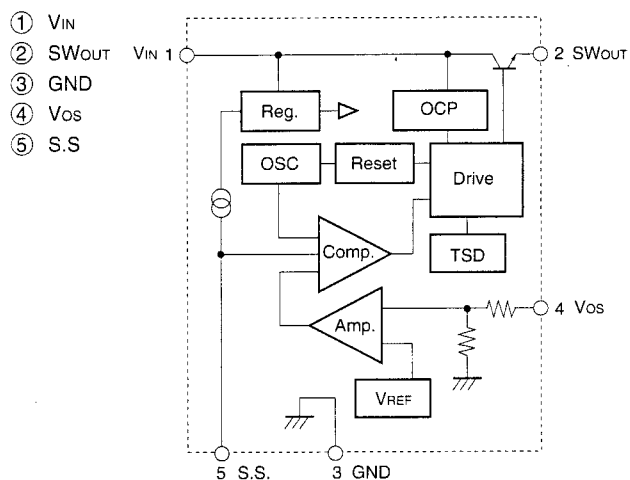 ① VIN
② SWOUT
③ GND
④ VOS
⑤ S.S
VIN 1
2 SWOUT
Reg.
OCP
OSC
Reset
Drive
Comp.
TSD
Amp.
4 VOS
VREF
5 S.S.
3 GND